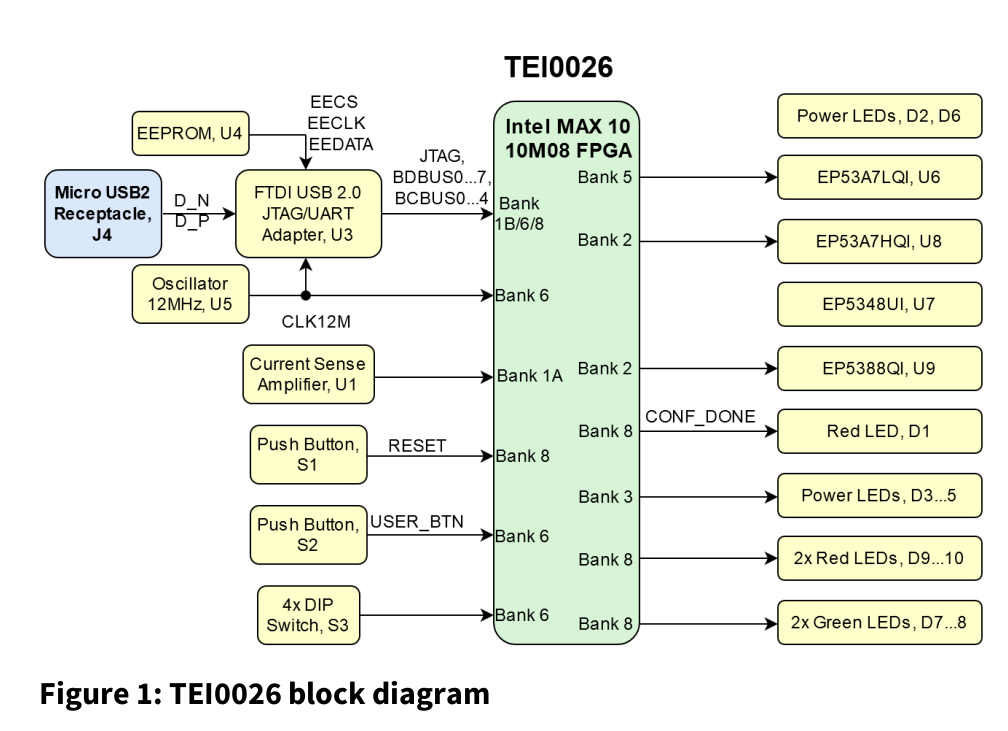 TEI0026
EECS
EECLK
EEDATA
EEPROM, U4
Micro USB2
Receptacle,
J4
D_N
D_P
FTDI USB 2.0
JTAG/UART
Adapter, U3
JTAG,
BDBUS0...7,
BCBUS0...4
Oscillator
12MHz, U5
CLK12M
Current Sense
Amplifier, U1
Push Button,
S1
RESET
Push Button,
S2
USER_BTN
4x DIP
Switch, S3
Intel MAX 10
10M08 FPGA
Bank
1B/6/8
Bank 6
Bank 1A
Bank 8
Bank 6
Bank 6
Bank 5
Bank 2
Bank 2
Bank 8
Bank 3
Bank 8
Bank 8
CONF_DONE
Power LEDs, D2, D6
EP53A7LQI, U6
EP53A7HQI, U8
EP5348UI, U7
EP5388QI, U9
Red LED, D1
Power LEDs, D3...5
2x Red LEDs, D9...10
2x Green LEDs, D7...8
Figure 1: TEI0026 block diagram